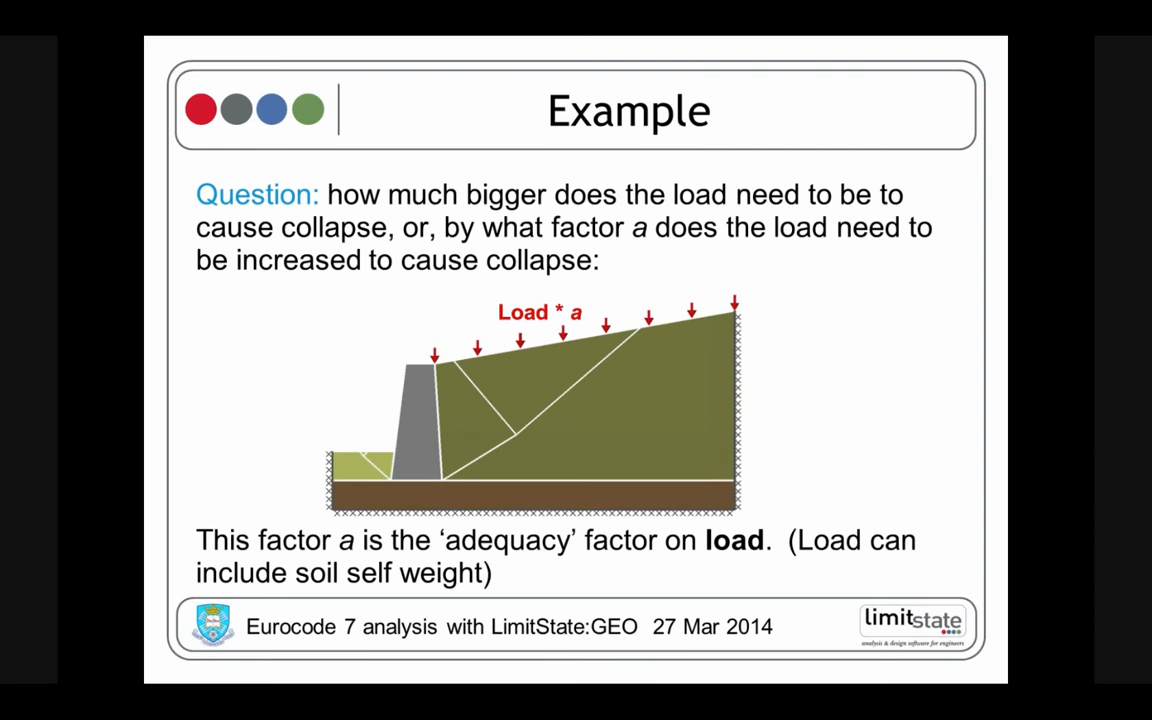 Example
Question: how much bigger does the load need to be to
cause collapse, or, by what factor a does the load need to
be increased to cause collapse:
Load * a
This factor a is the ‘adequacy’ factor on load. (Load can
include soil self weight)
Eurocode 7 analysis with LimitState:GEO 27 Mar 2014
limitstate
analysis & design software for engineers